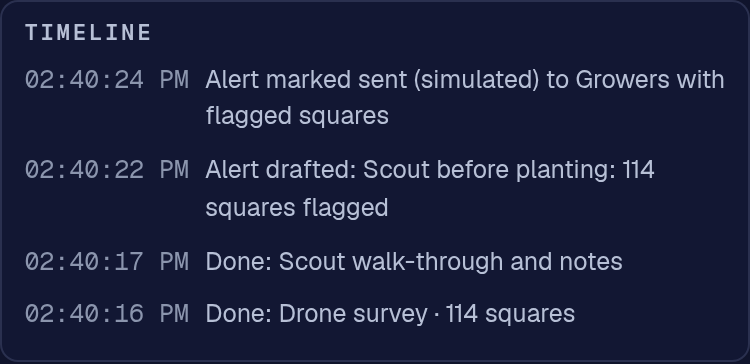 TIMELINE
02:40:24 PM Alert marked sent (simulated) to Growers with
flagged squares
02:40:22 PM Alert drafted: Scout before planting: 114
squares flagged
02:40:17 PM Done: Scout walk-through and notes
02:40:16 PM Done: Drone survey · 114 squares